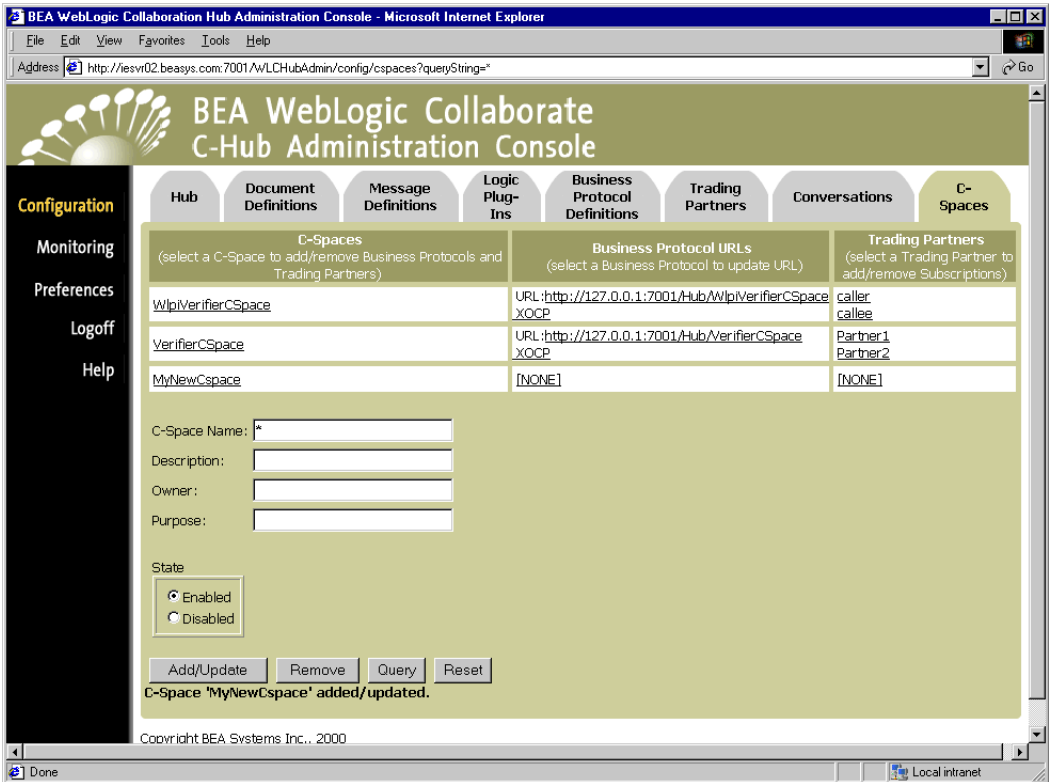 BEA WebLogic Collaboration Hub Administration Console - Microsoft Internet Explorer
File Edit View Favorites Tools Help
Address http://iesvr02.beasys.com:7001/WLCHubAdmin/config/cspaces?queryString=* Go
BEA WebLogic Collaborate
C-Hub Administration Console
Configuration
Monitoring
Preferences
Logoff
Help
Hub
Document
Definitions
Message
Definitions
Logic
Plug-
Ins
Business
Protocol
Definitions
Trading
Partners
Conversations
C-
Spaces
C-Spaces
(select a C-Space to add/remove Business Protocols and
Trading Partners)
Business Protocol URLs
(select a Business Protocol to update URL)
Trading Partners
(select a Trading Partner to
add/remove Subscriptions)
WlpiVerifierCSpace
URL:http://127.0.0.1:7001/Hub/WlpiVerifierCSpace
XOCP
caller
callee
VerifierCSpace
URL:http://127.0.0.1:7001/Hub/VerifierCSpace
XOCP
Partner1
Partner2
MyNewCspace
[NONE]
[NONE]
C-Space Name: *
Description:
Owner:
Purpose:
State
Enabled
Disabled
Add/Update Remove Query Reset
C-Space 'MyNewCspace' added/updated.
Copyright BEA Systems Inc., 2000
Done
Local intranet